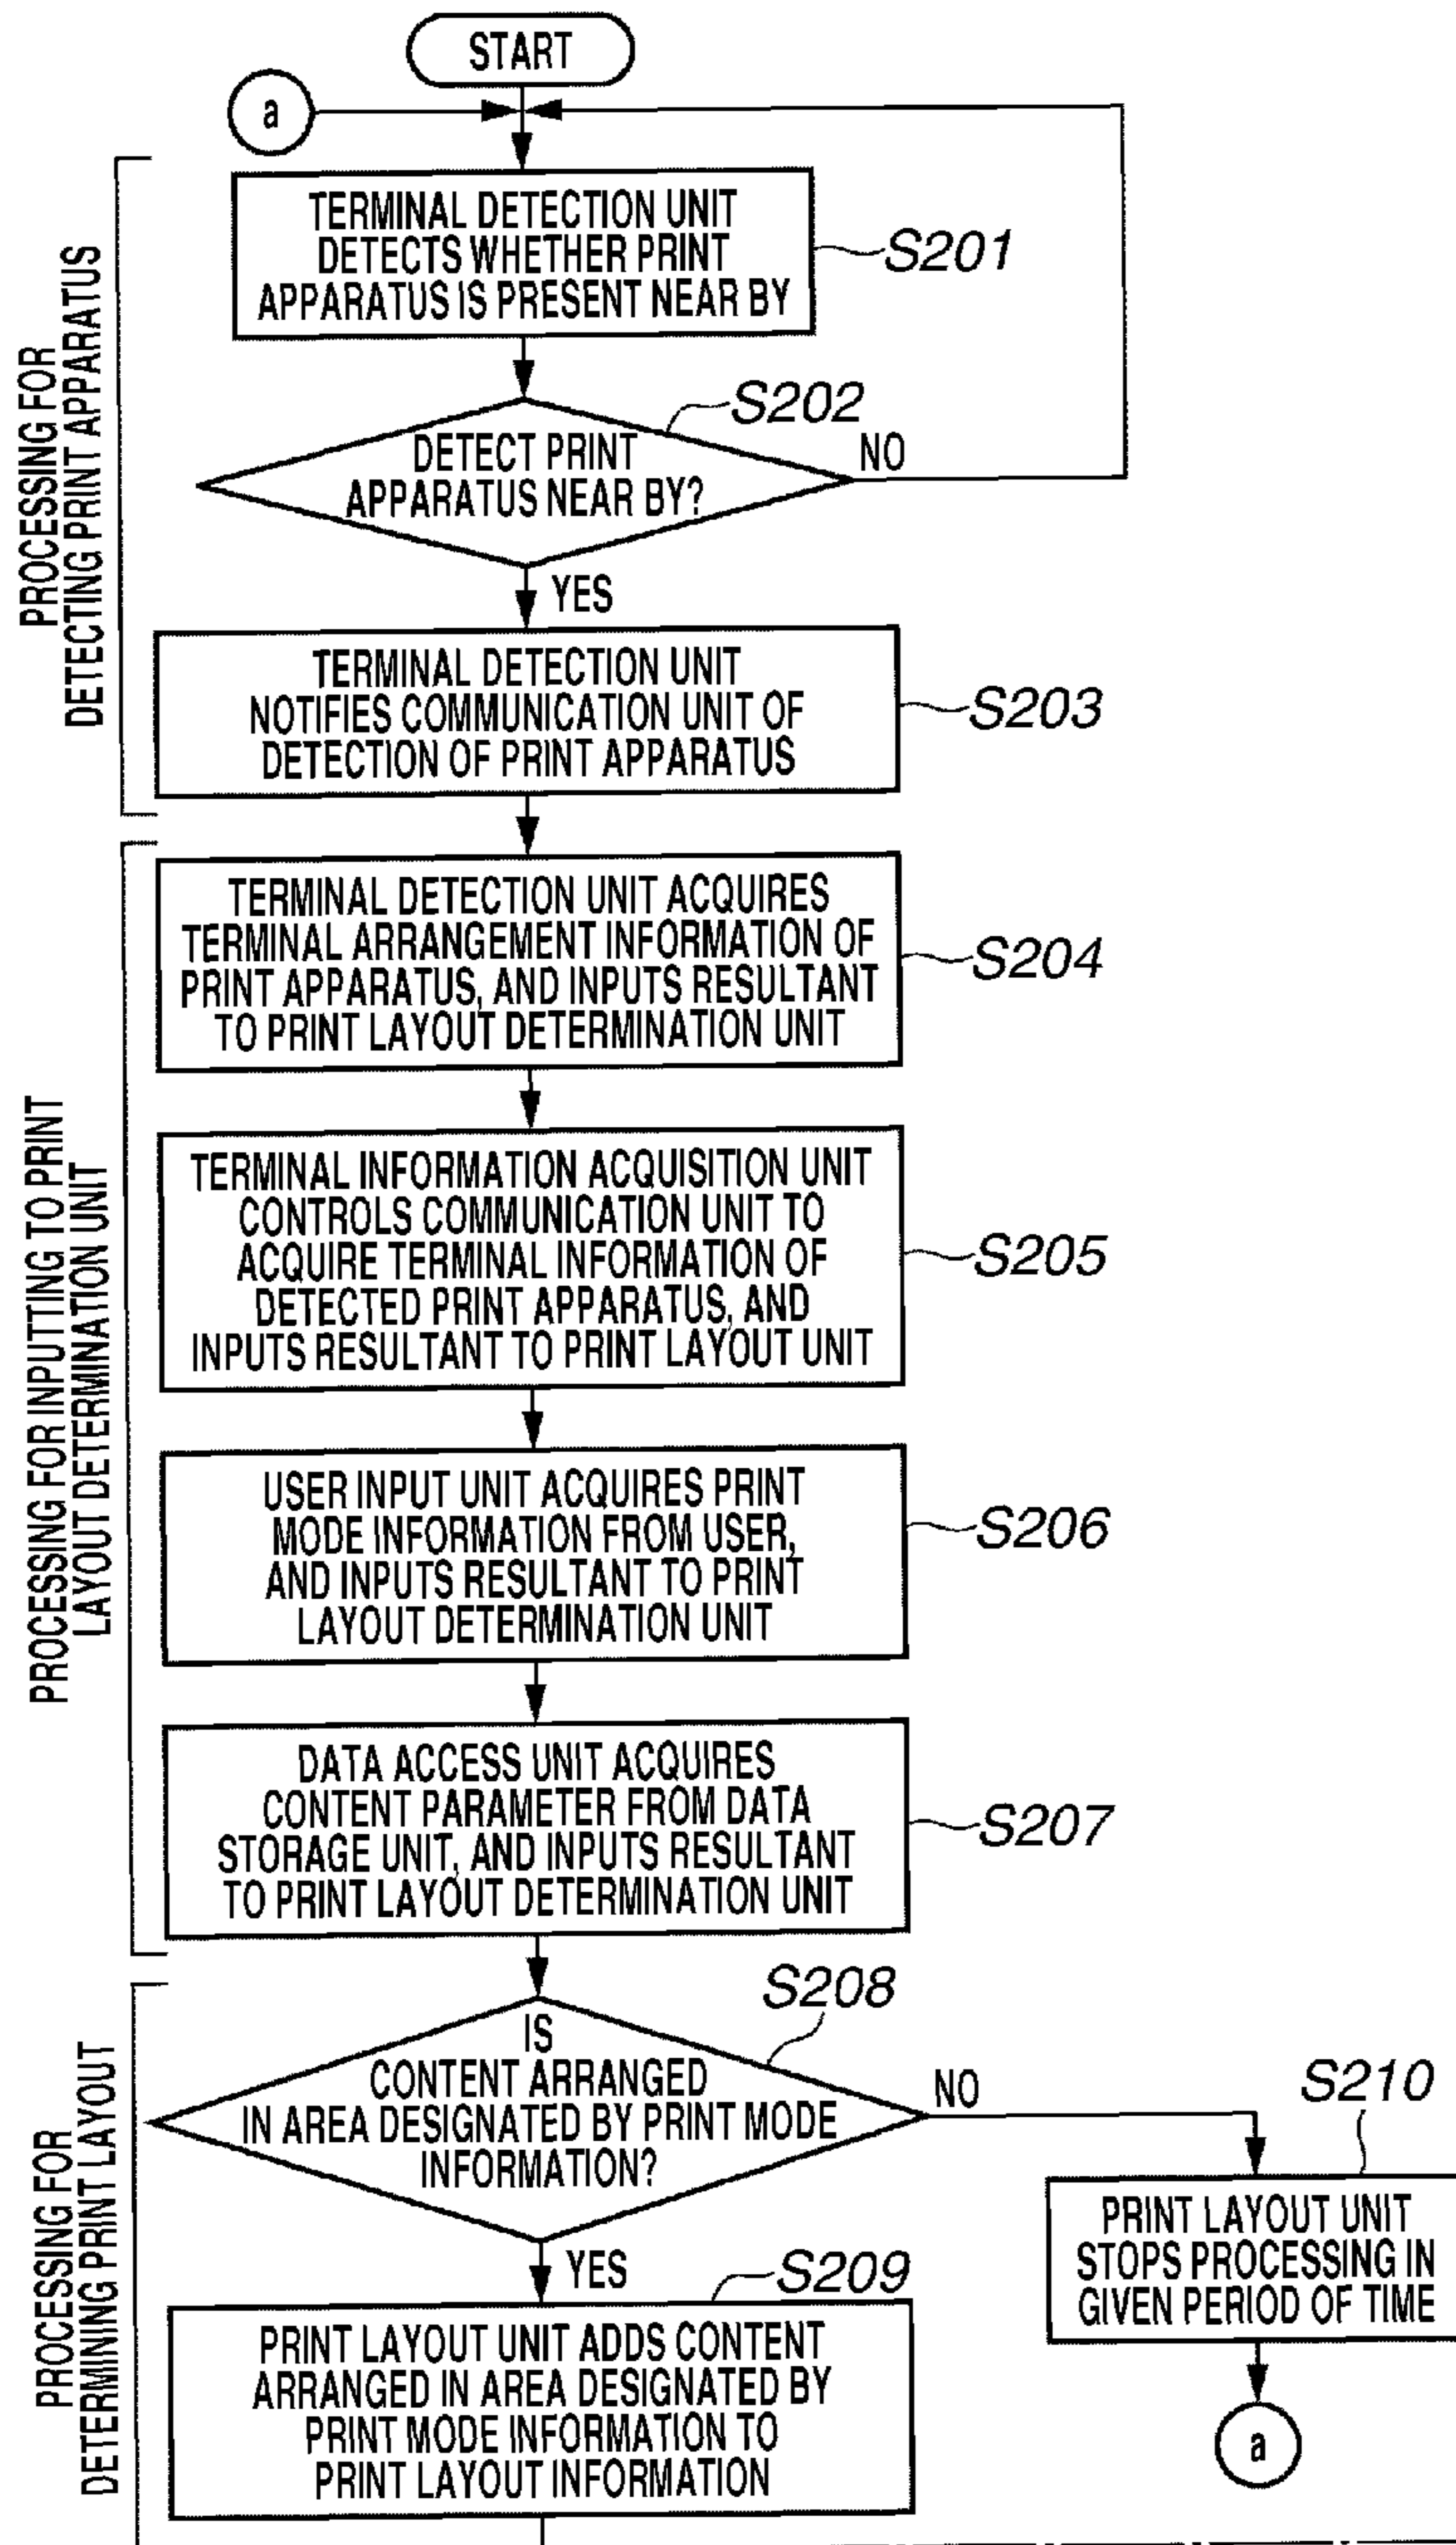 START
a
TERMINAL DETECTION UNIT
DETECTS WHETHER PRINT
APPARATUS IS PRESENT NEAR BY
S201
PROCESSING FOR
DETECTING PRINT APPARATUS
S202
DETECT PRINT
APPARATUS NEAR BY?
NO
YES
TERMINAL DETECTION UNIT
NOTIFIES COMMUNICATION UNIT OF
DETECTION OF PRINT APPARATUS
S203
TERMINAL DETECTION UNIT ACQUIRES
TERMINAL ARRANGEMENT INFORMATION OF
PRINT APPARATUS, AND INPUTS RESULTANT
TO PRINT LAYOUT DETERMINATION UNIT
S204
PROCESSING FOR INPUTTING TO PRINT
LAYOUT DETERMINATION UNIT
TERMINAL INFORMATION ACQUISITION UNIT
CONTROLS COMMUNICATION UNIT TO
ACQUIRE TERMINAL INFORMATION OF
DETECTED PRINT APPARATUS, AND
INPUTS RESULTANT TO PRINT LAYOUT UNIT
S205
USER INPUT UNIT ACQUIRES PRINT
MODE INFORMATION FROM USER,
AND INPUTS RESULTANT TO PRINT
LAYOUT DETERMINATION UNIT
S206
DATA ACCESS UNIT ACQUIRES
CONTENT PARAMETER FROM DATA
STORAGE UNIT, AND INPUTS RESULTANT
TO PRINT LAYOUT DETERMINATION UNIT
S207
PROCESSING FOR
DETERMINING PRINT LAYOUT
S208
IS
CONTENT ARRANGED
IN AREA DESIGNATED BY PRINT MODE
INFORMATION?
NO
S210
PRINT LAYOUT UNIT
STOPS PROCESSING IN
GIVEN PERIOD OF TIME
a
YES
S209
PRINT LAYOUT UNIT ADDS CONTENT
ARRANGED IN AREA DESIGNATED BY
PRINT MODE INFORMATION TO
PRINT LAYOUT INFORMATION